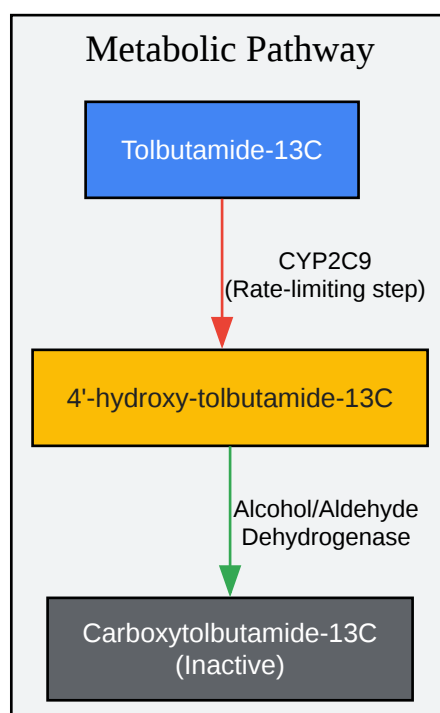 Metabolic Pathway
Tolbutamide-13C
CYP2C9
(Rate-limiting step)
4'-hydroxy-tolbutamide-13C
Alcohol/Aldehyde
Dehydrogenase
Carboxytolbutamide-13C
(Inactive)